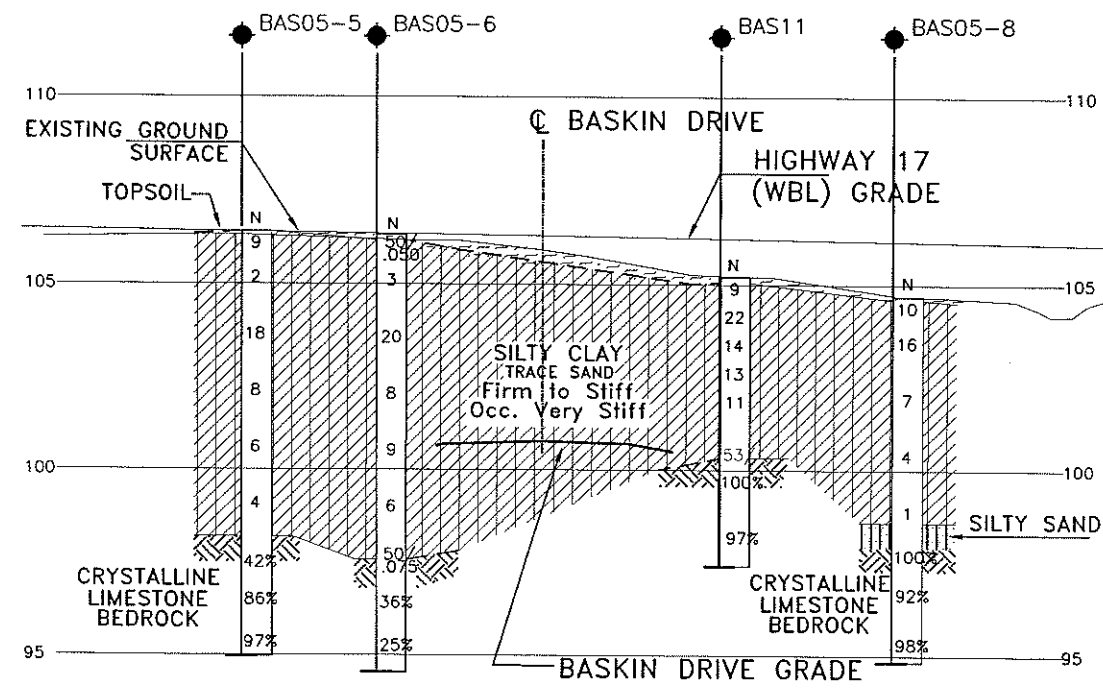 BAS05-5
BAS05-6
BAS11
BAS05-8
110
110
EXISTING GROUND
SURFACE
℄ BASKIN DRIVE
HIGHWAY 17
(WBL) GRADE
TOPSOIL
N
9
2
18
8
6
4
42%
86%
97%
N
50/
.050
3
20
8
9
6
50/
.075
36%
25%
N
9
22
14
13
11
53
100%
97%
N
10
16
7
4
1
100%
92%
98%
105
105
SILTY CLAY
TRACE SAND
Firm to Stiff
Occ. Very Stiff
100
100
SILTY SAND
CRYSTALLINE
LIMESTONE
BEDROCK
CRYSTALLINE
LIMESTONE
BEDROCK
95
95
BASKIN DRIVE GRADE